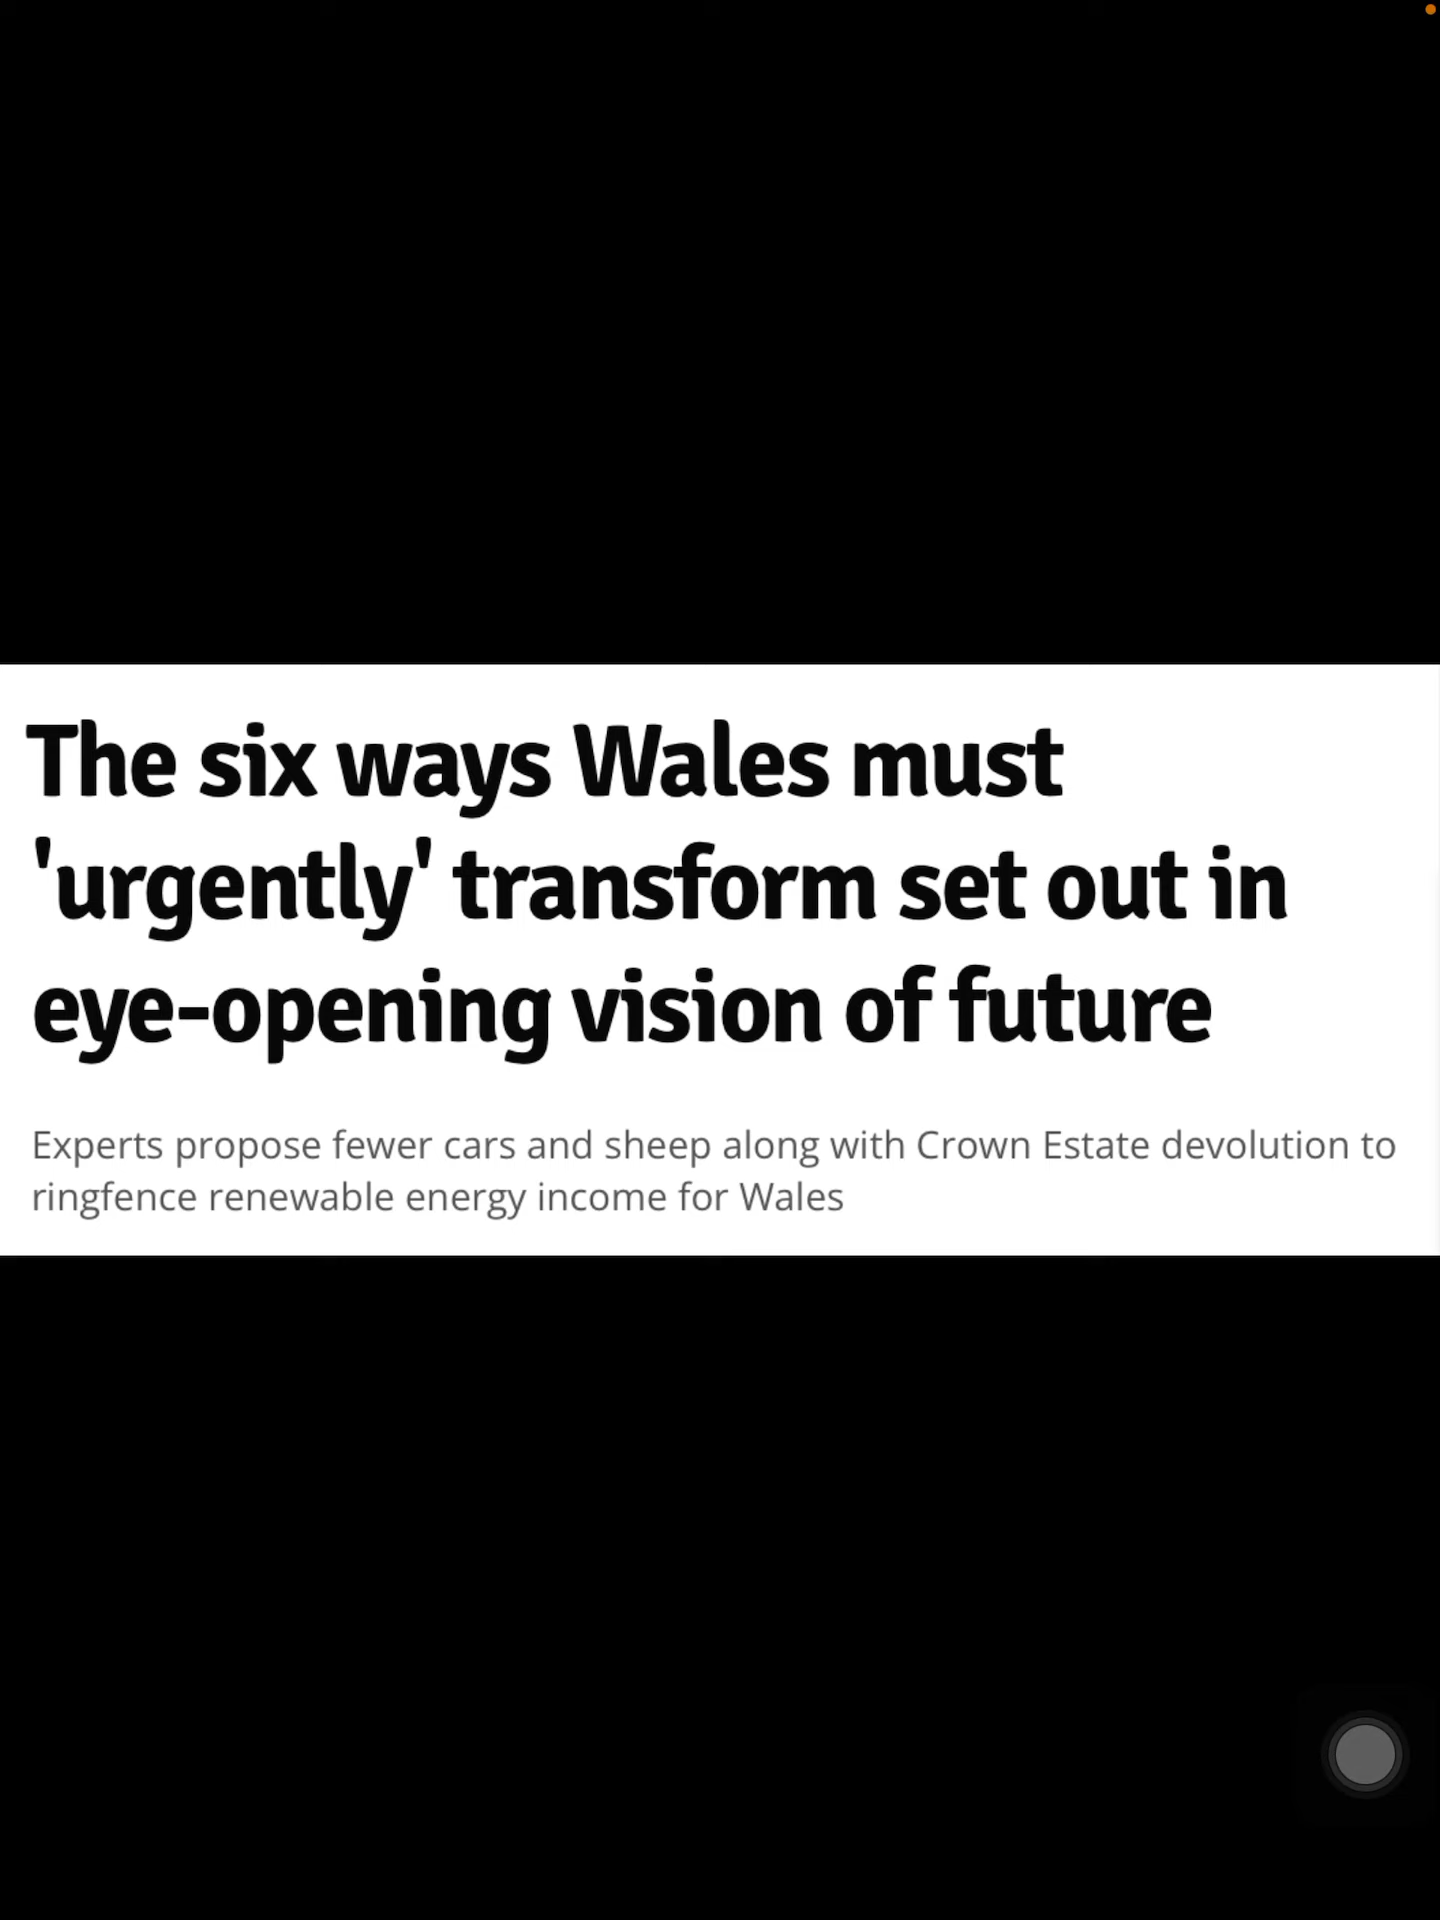 The six ways Wales must
'urgently' transform set out in
eye-opening vision of future
Experts propose fewer cars and sheep along with Crown Estate devolution to
ringfence renewable energy income for Wales